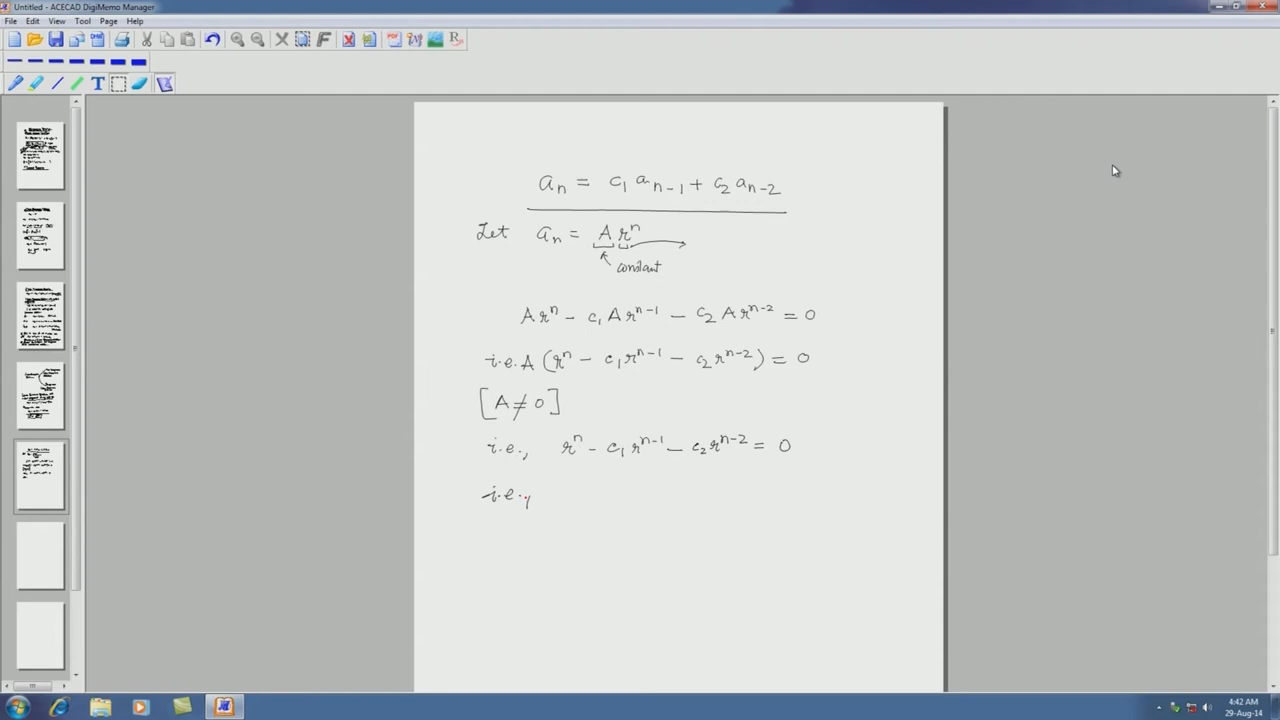 Untitled - ACECAD DigiMemo Manager
File Edit View Tool Page Help
aₙ = c₁ aₙ₋₁ + c₂ aₙ₋₂
Let aₙ = A rⁿ
constant
A rⁿ - c₁ A rⁿ⁻¹ - c₂ A rⁿ⁻² = 0
i.e. A (rⁿ - c₁ rⁿ⁻¹ - c₂ rⁿ⁻²) = 0
[A ≠ 0]
i.e., rⁿ - c₁ rⁿ⁻¹ - c₂ rⁿ⁻² = 0
i.e.,
4:42 AM
29-Aug-14